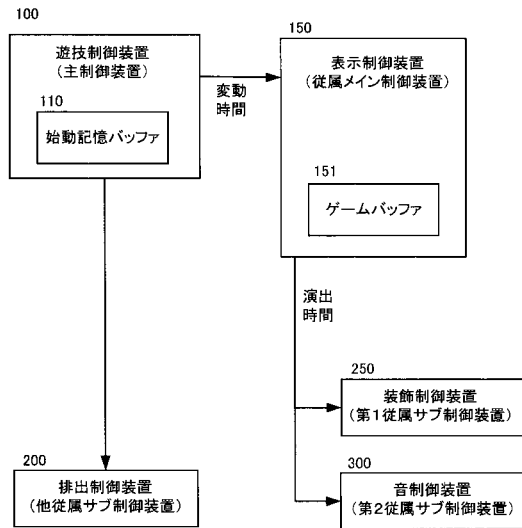 100
遊技制御装置
(主制御装置)
110
始動記憶バッファ
変動
時間
150
表示制御装置
(従属メイン制御装置)
151
ゲームバッファ
演出
時間
250
装飾制御装置
(第1従属サブ制御装置)
200
排出制御装置
(他従属サブ制御装置)
300
音制御装置
(第2従属サブ制御装置)